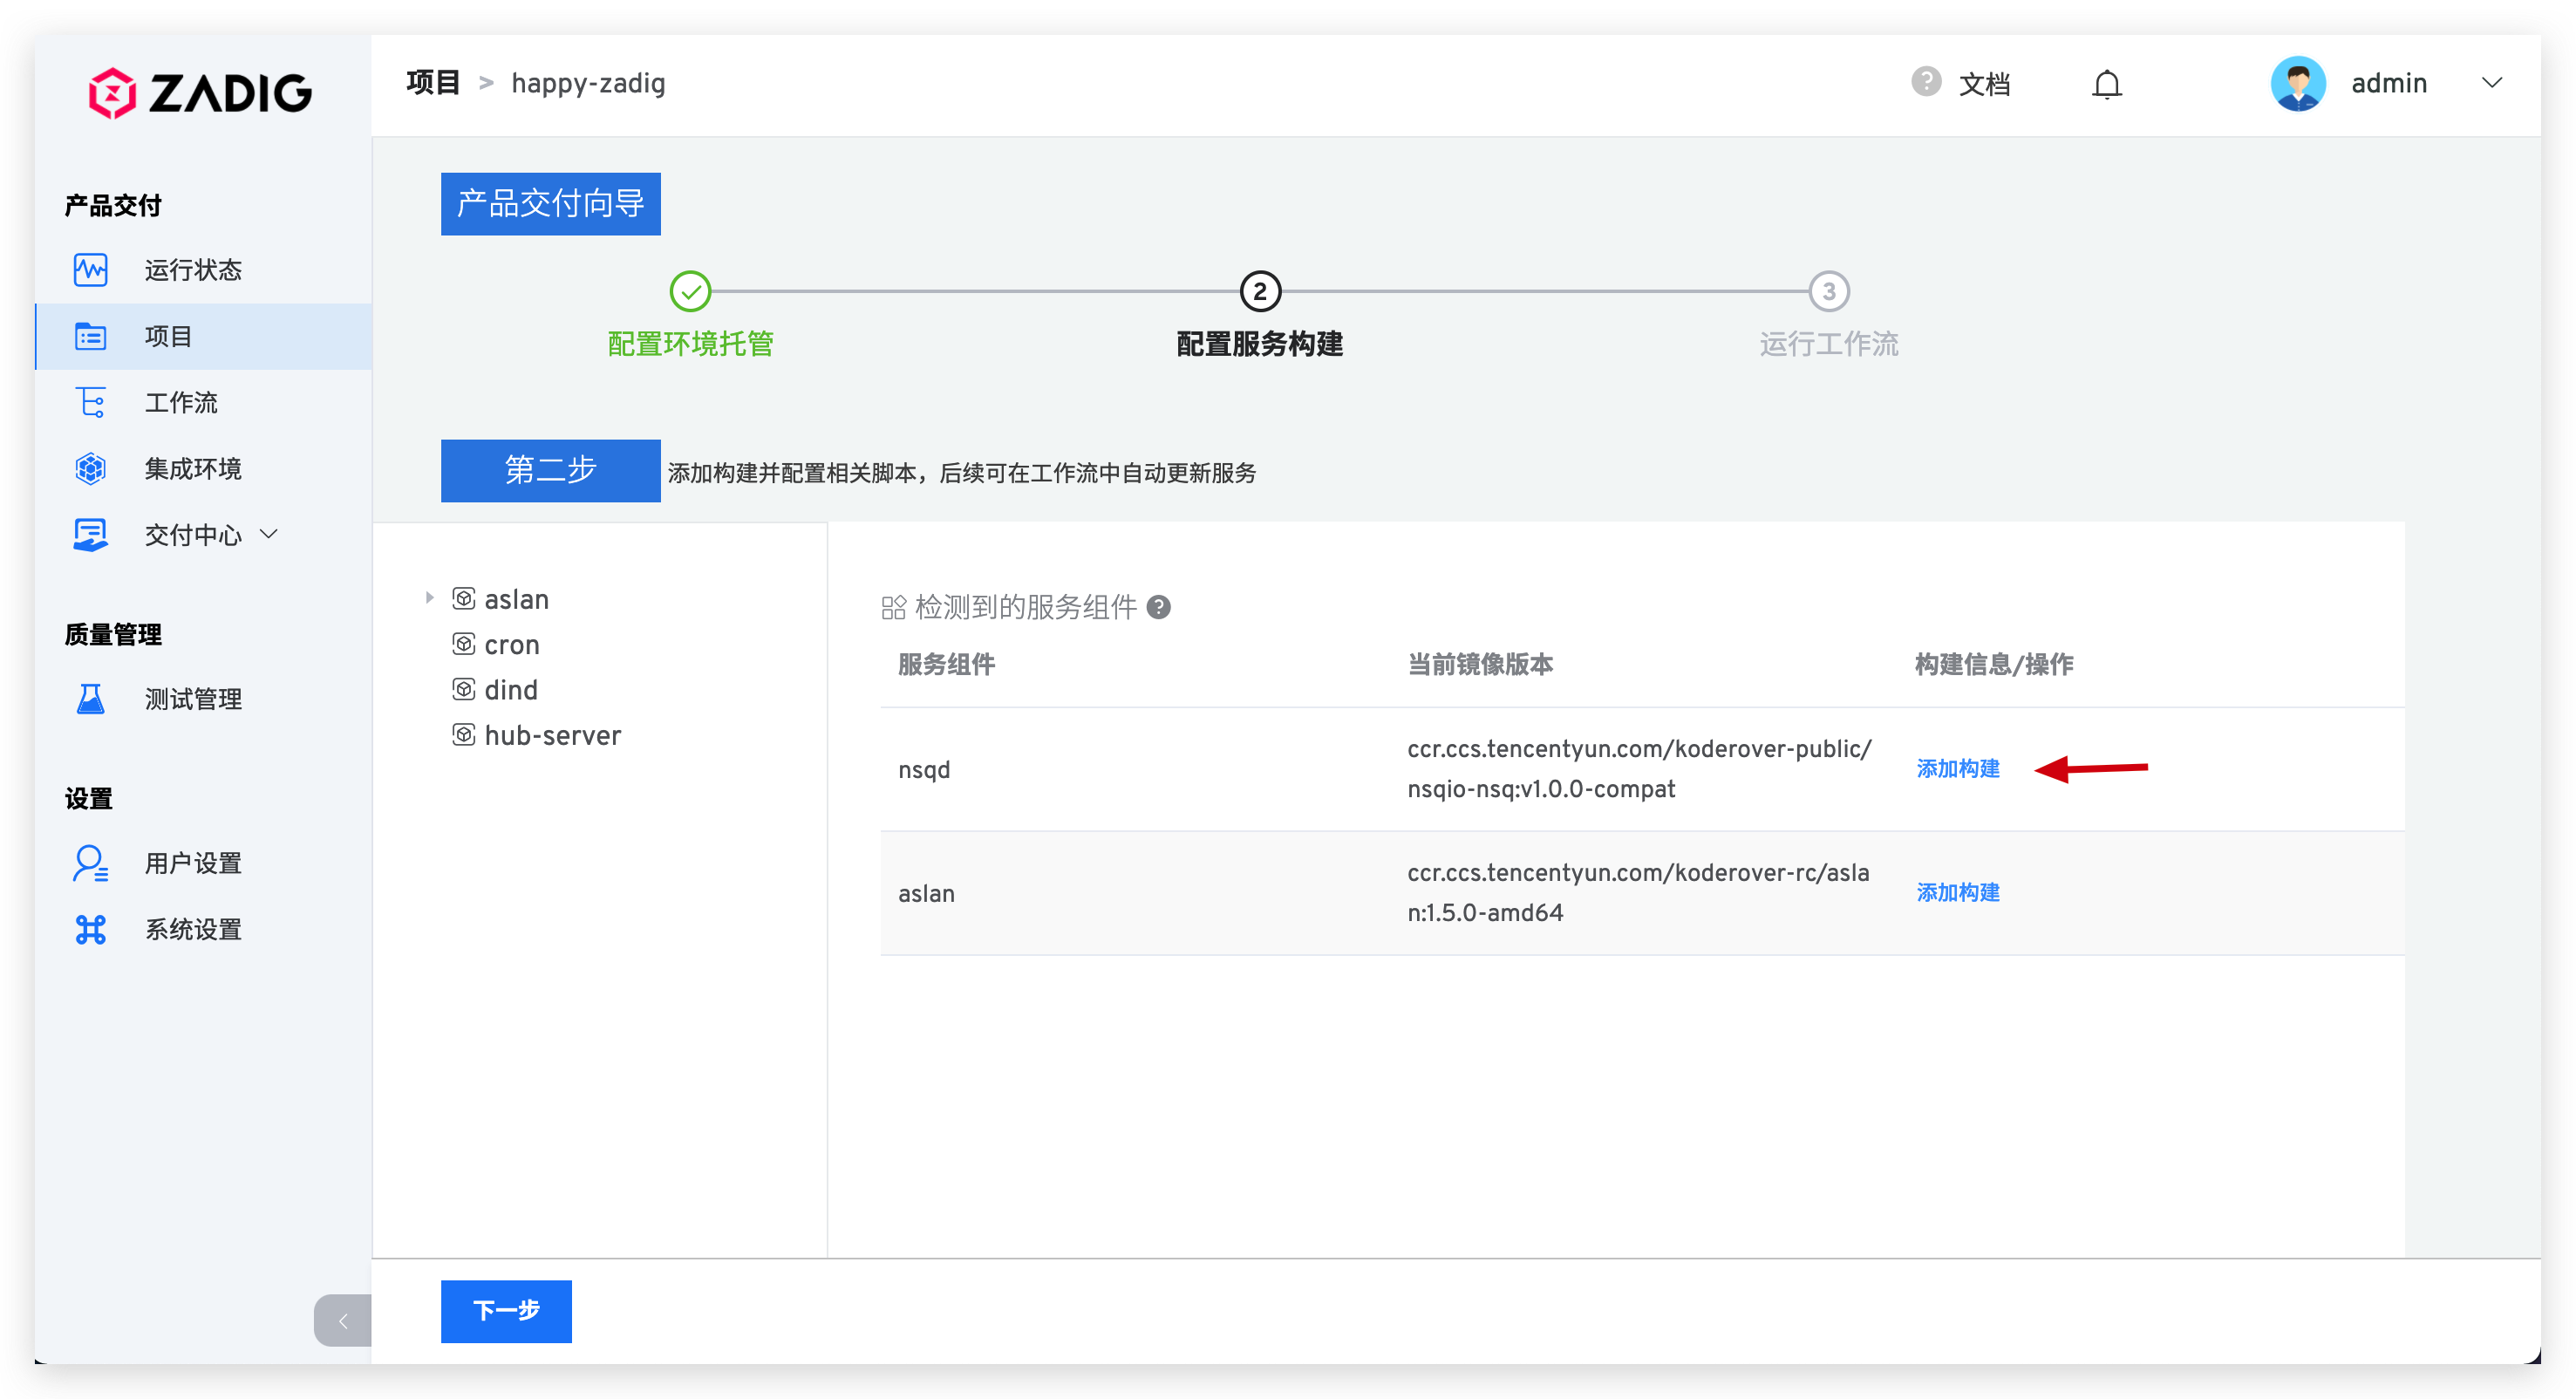 ZADIG
项目 > happy-zadig
文档
admin
产品交付
运行状态
项目
工作流
集成环境
交付中心
质量管理
测试管理
设置
用户设置
系统设置
产品交付向导
2
3
配置环境托管
配置服务构建
运行工作流
第二步
添加构建并配置相关脚本，后续可在工作流中自动更新服务
aslan
cron
dind
hub-server
检测到的服务组件
服务组件 当前镜像版本 构建信息/操作
nsqd
ccr.ccs.tencentyun.com/koderover-public/
nsqio-nsq:v1.0.0-compat
添加构建
aslan
ccr.ccs.tencentyun.com/koderover-rc/asla
n:1.5.0-amd64
添加构建
下一步